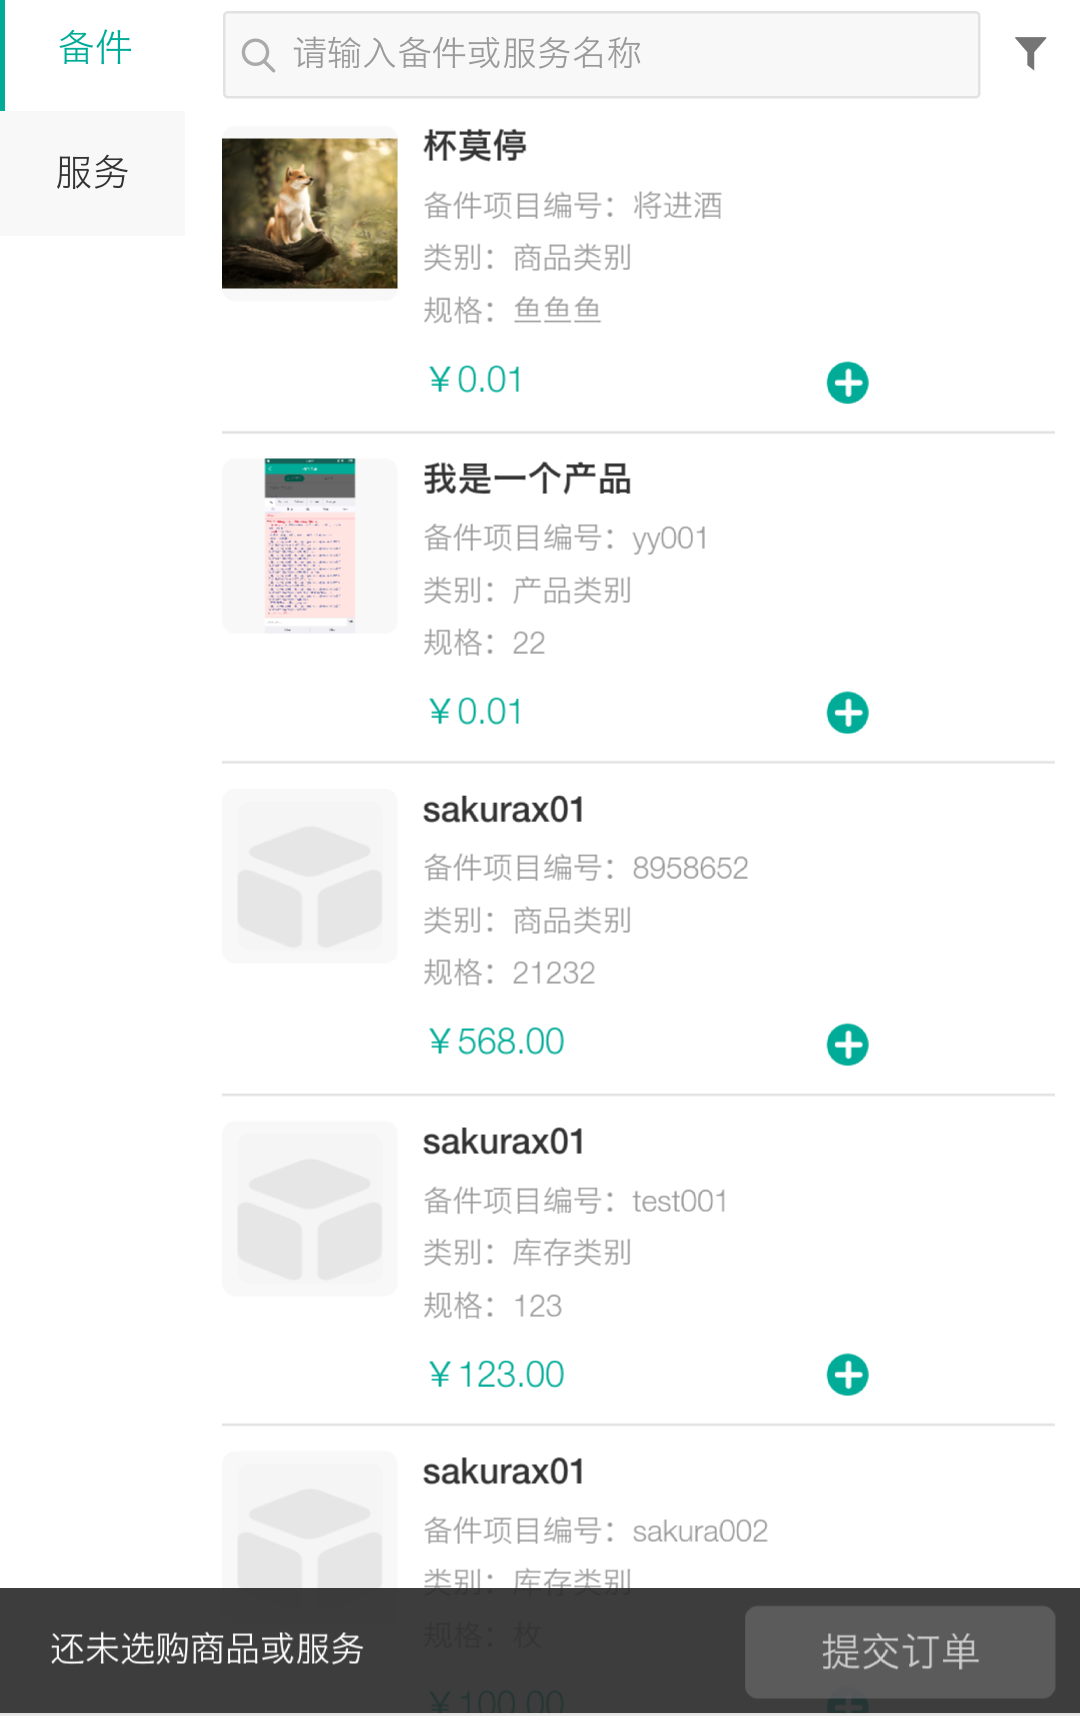 备件
请输入备件或服务名称
服务
杯莫停
备件项目编号：将进酒
类别：商品类别
规格：鱼鱼鱼
￥0.01
我是一个产品
备件项目编号：yy001
类别：产品类别
规格：22
￥0.01
sakurax01
备件项目编号：8958652
类别：商品类别
规格：21232
￥568.00
sakurax01
备件项目编号：test001
类别：库存类别
规格：123
￥123.00
sakurax01
备件项目编号：sakura002
类别：库存类别
规格：枚
￥100.00
还未选购商品或服务
提交订单